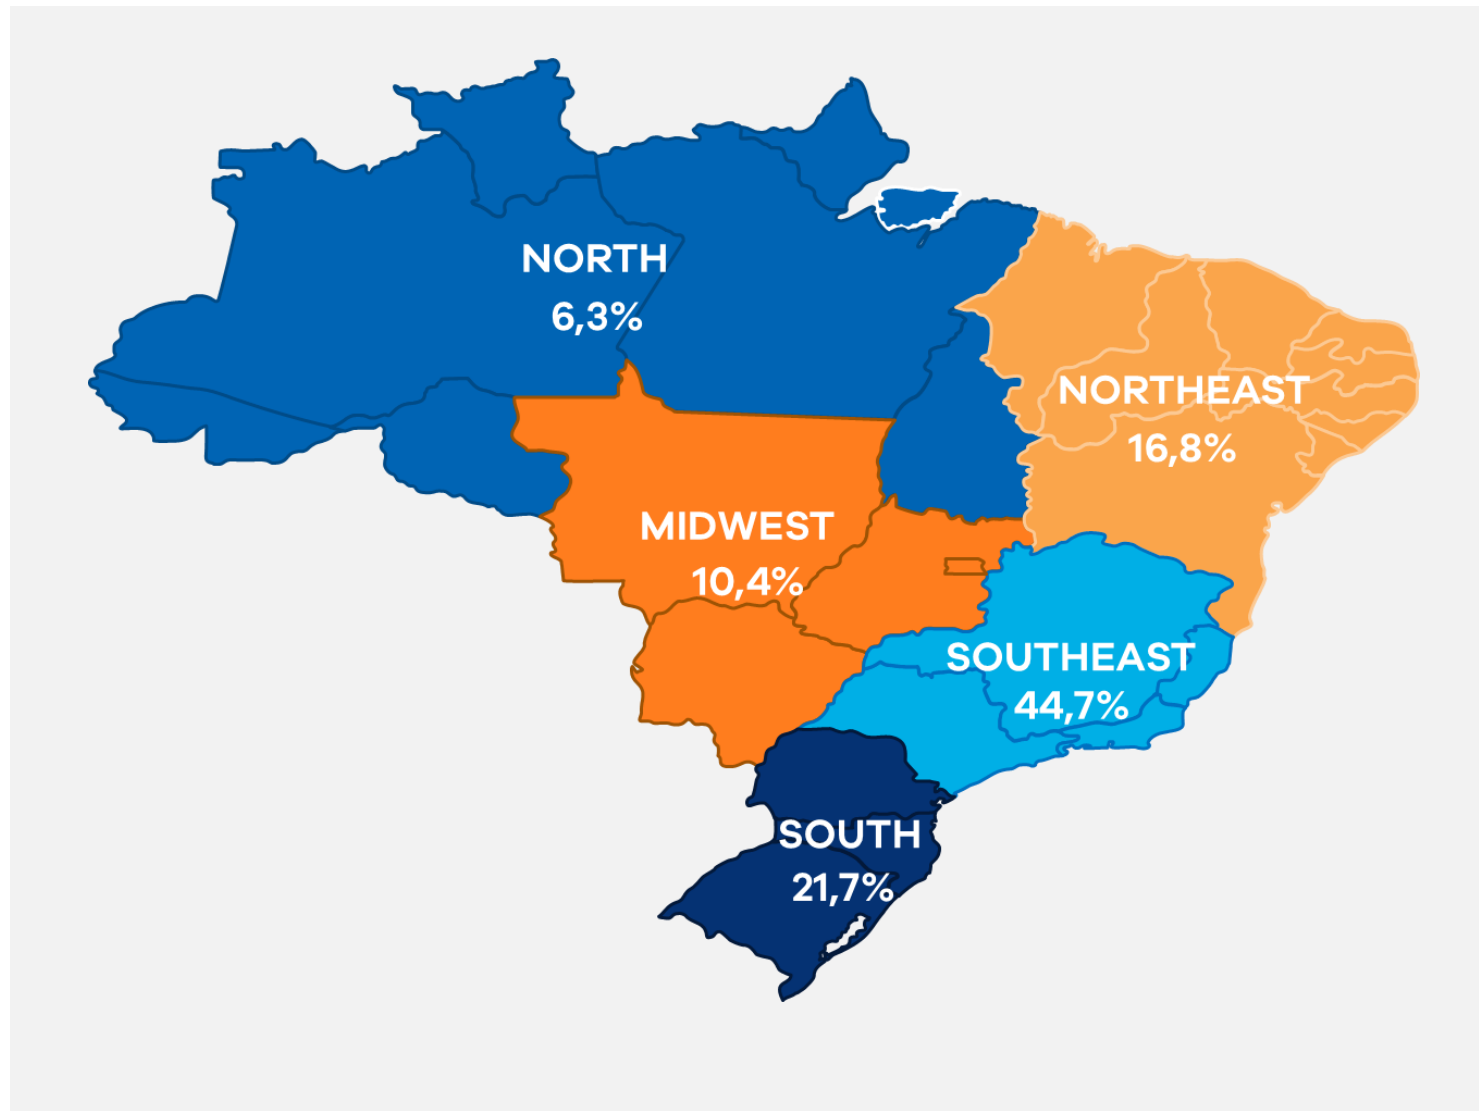 NORTH
6,3%
NORTHEAST
16,8%
MIDWEST
10,4%
SOUTHEAST
44,7%
SOUTH
21,7%